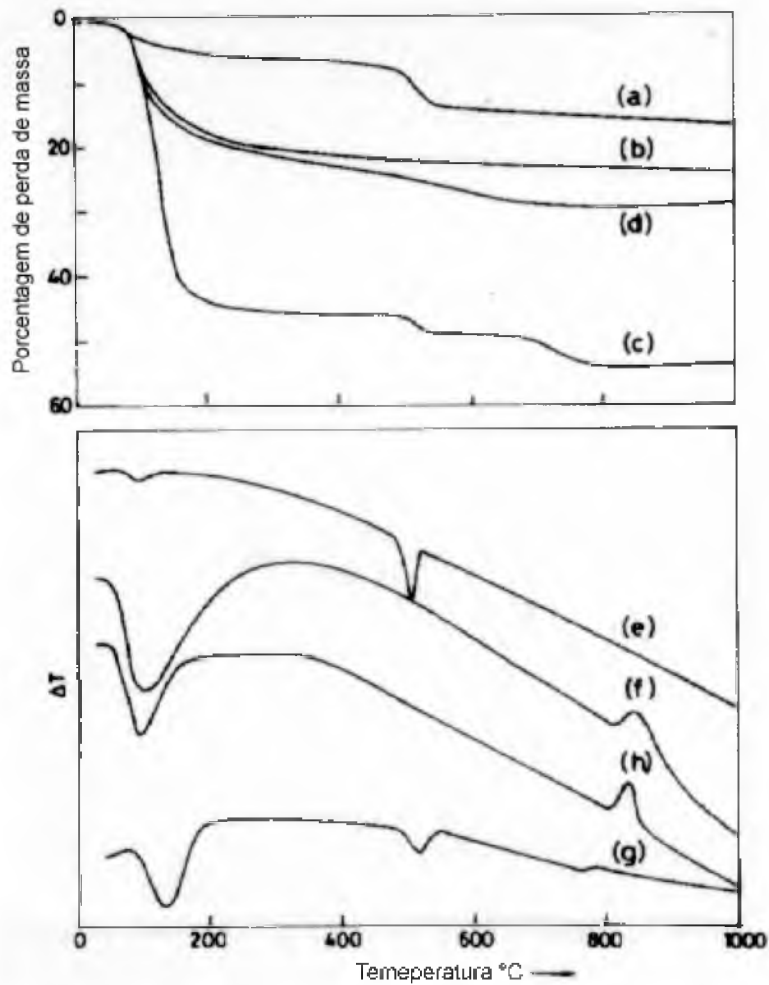 Porcentagem de perda de massa
0
20
40
60
(a)
(b)
(d)
(c)
ΔT
(e)
(f)
(h)
(g)
0 200 400 600 800 1000
Temeperatura °C